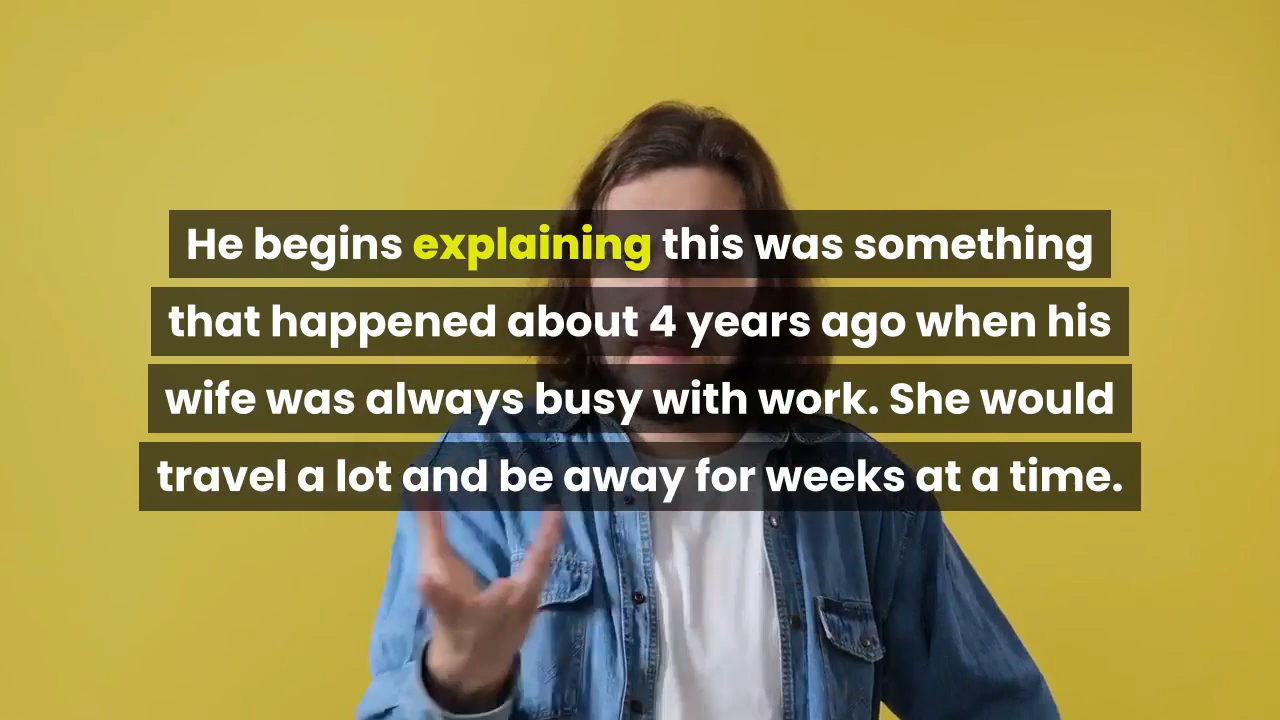 He begins explaining this was something
that happened about 4 years ago when his
wife was always busy with work. She would
travel a lot and be away for weeks at a time.